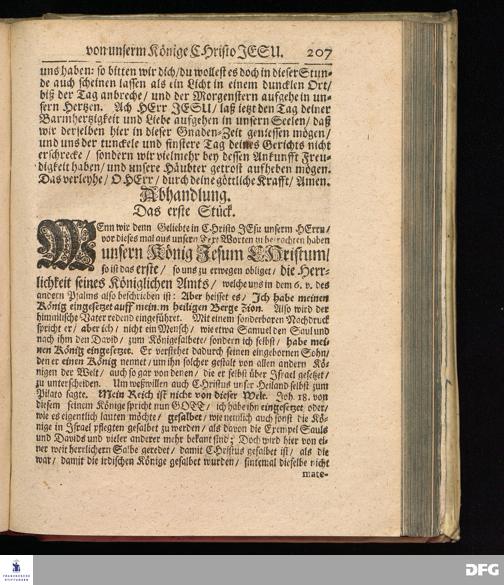 von unserm Könige CHristo JESU. 207
uns haben: so bitten wir dich/ du wollest es doch in dieser Stun-
de auch scheinen lassen als ein Licht in einem duncklen Ort/
biß der Tag anbreche/ und der Morgenstern aufgehe in un-
sern Hertzen. Ach HErr JESU/ laß ietzt den Tag deiner
Barmhertzigkeit und Liebe aufgehen in unsern Seelen/ daß
wir derselben hier in dieser Gnaden-Zeit geniessen mögen/
und uns der tunckele und finstere Tag deines Gerichts nicht
erschrecke/ sondern wir vielmehr bey dessen Ankunfft Freu-
digkeit haben/ und unsere Häubter getrost aufheben mögen.
Das verleyhe/ O HErr/ durch deine göttliche Krafft/ Amen.
Abhandlung.
Das erste Stück.
WEnn wir denn Geliebte in CHristo JEsu unserm HErrn/
vor dieses mal aus unsern Text Worten zu betrachten haben
unsern König Jesum CHristum/
so ist das erste/ so uns zu erwegen obliget/ die Herr-
lichkeit seines Königlichen Amts/ welche uns in dem 6. v. des
andern Psalms also beschrieben ist: Aber heisset es/ Ich habe meinen
König eingesetzet auff meinem heiligen Berge Zion. Also wird der
himmlische Vater redend eingeführet. Mit einem sonderbaren Nachdruck
spricht er/ aber ich/ nicht ein Mensch/ wie etwa Samuel den Saul und
nach ihm den David/ zum König salbete/ sondern ich selbst/ habe mei-
nen König eingesetzet. Er verstehet dadurch seinen eingebornen Sohn/
den er einen König nennet/ um ihn solcher gestalt von allen andern Kö-
nigen der Welt/ auch so gar von denen/ die er selbst über Israel gesetzet/
zu unterscheiden. Um deßwillen auch CHristus unser Heiland selbst zum
Pilato sagte. Mein Reich ist nicht von dieser Welt. Joh. 18. von
diesem seinem Könige spricht nun GOTT/ ich habe ihn eingesetzet oder/
wie es eigentlich lauten möchte/ gesalbet/ wie nemlich auch sonst die Kö-
nige in Israel pflegten gesalbet zu werden/ als davon die Exempel Sauls
und Davids und vieler anderer mehr bekant sind; Doch wird hier von ei-
ner weit herrlichern Salbe geredet/ damit CHristus gesalbet ist/ als die
war/ damit die irdischen Könige gesalbet wurden/ sintemal dieselbe nicht
mate-
FRANCKESCHE STIFTUNGEN
DFG